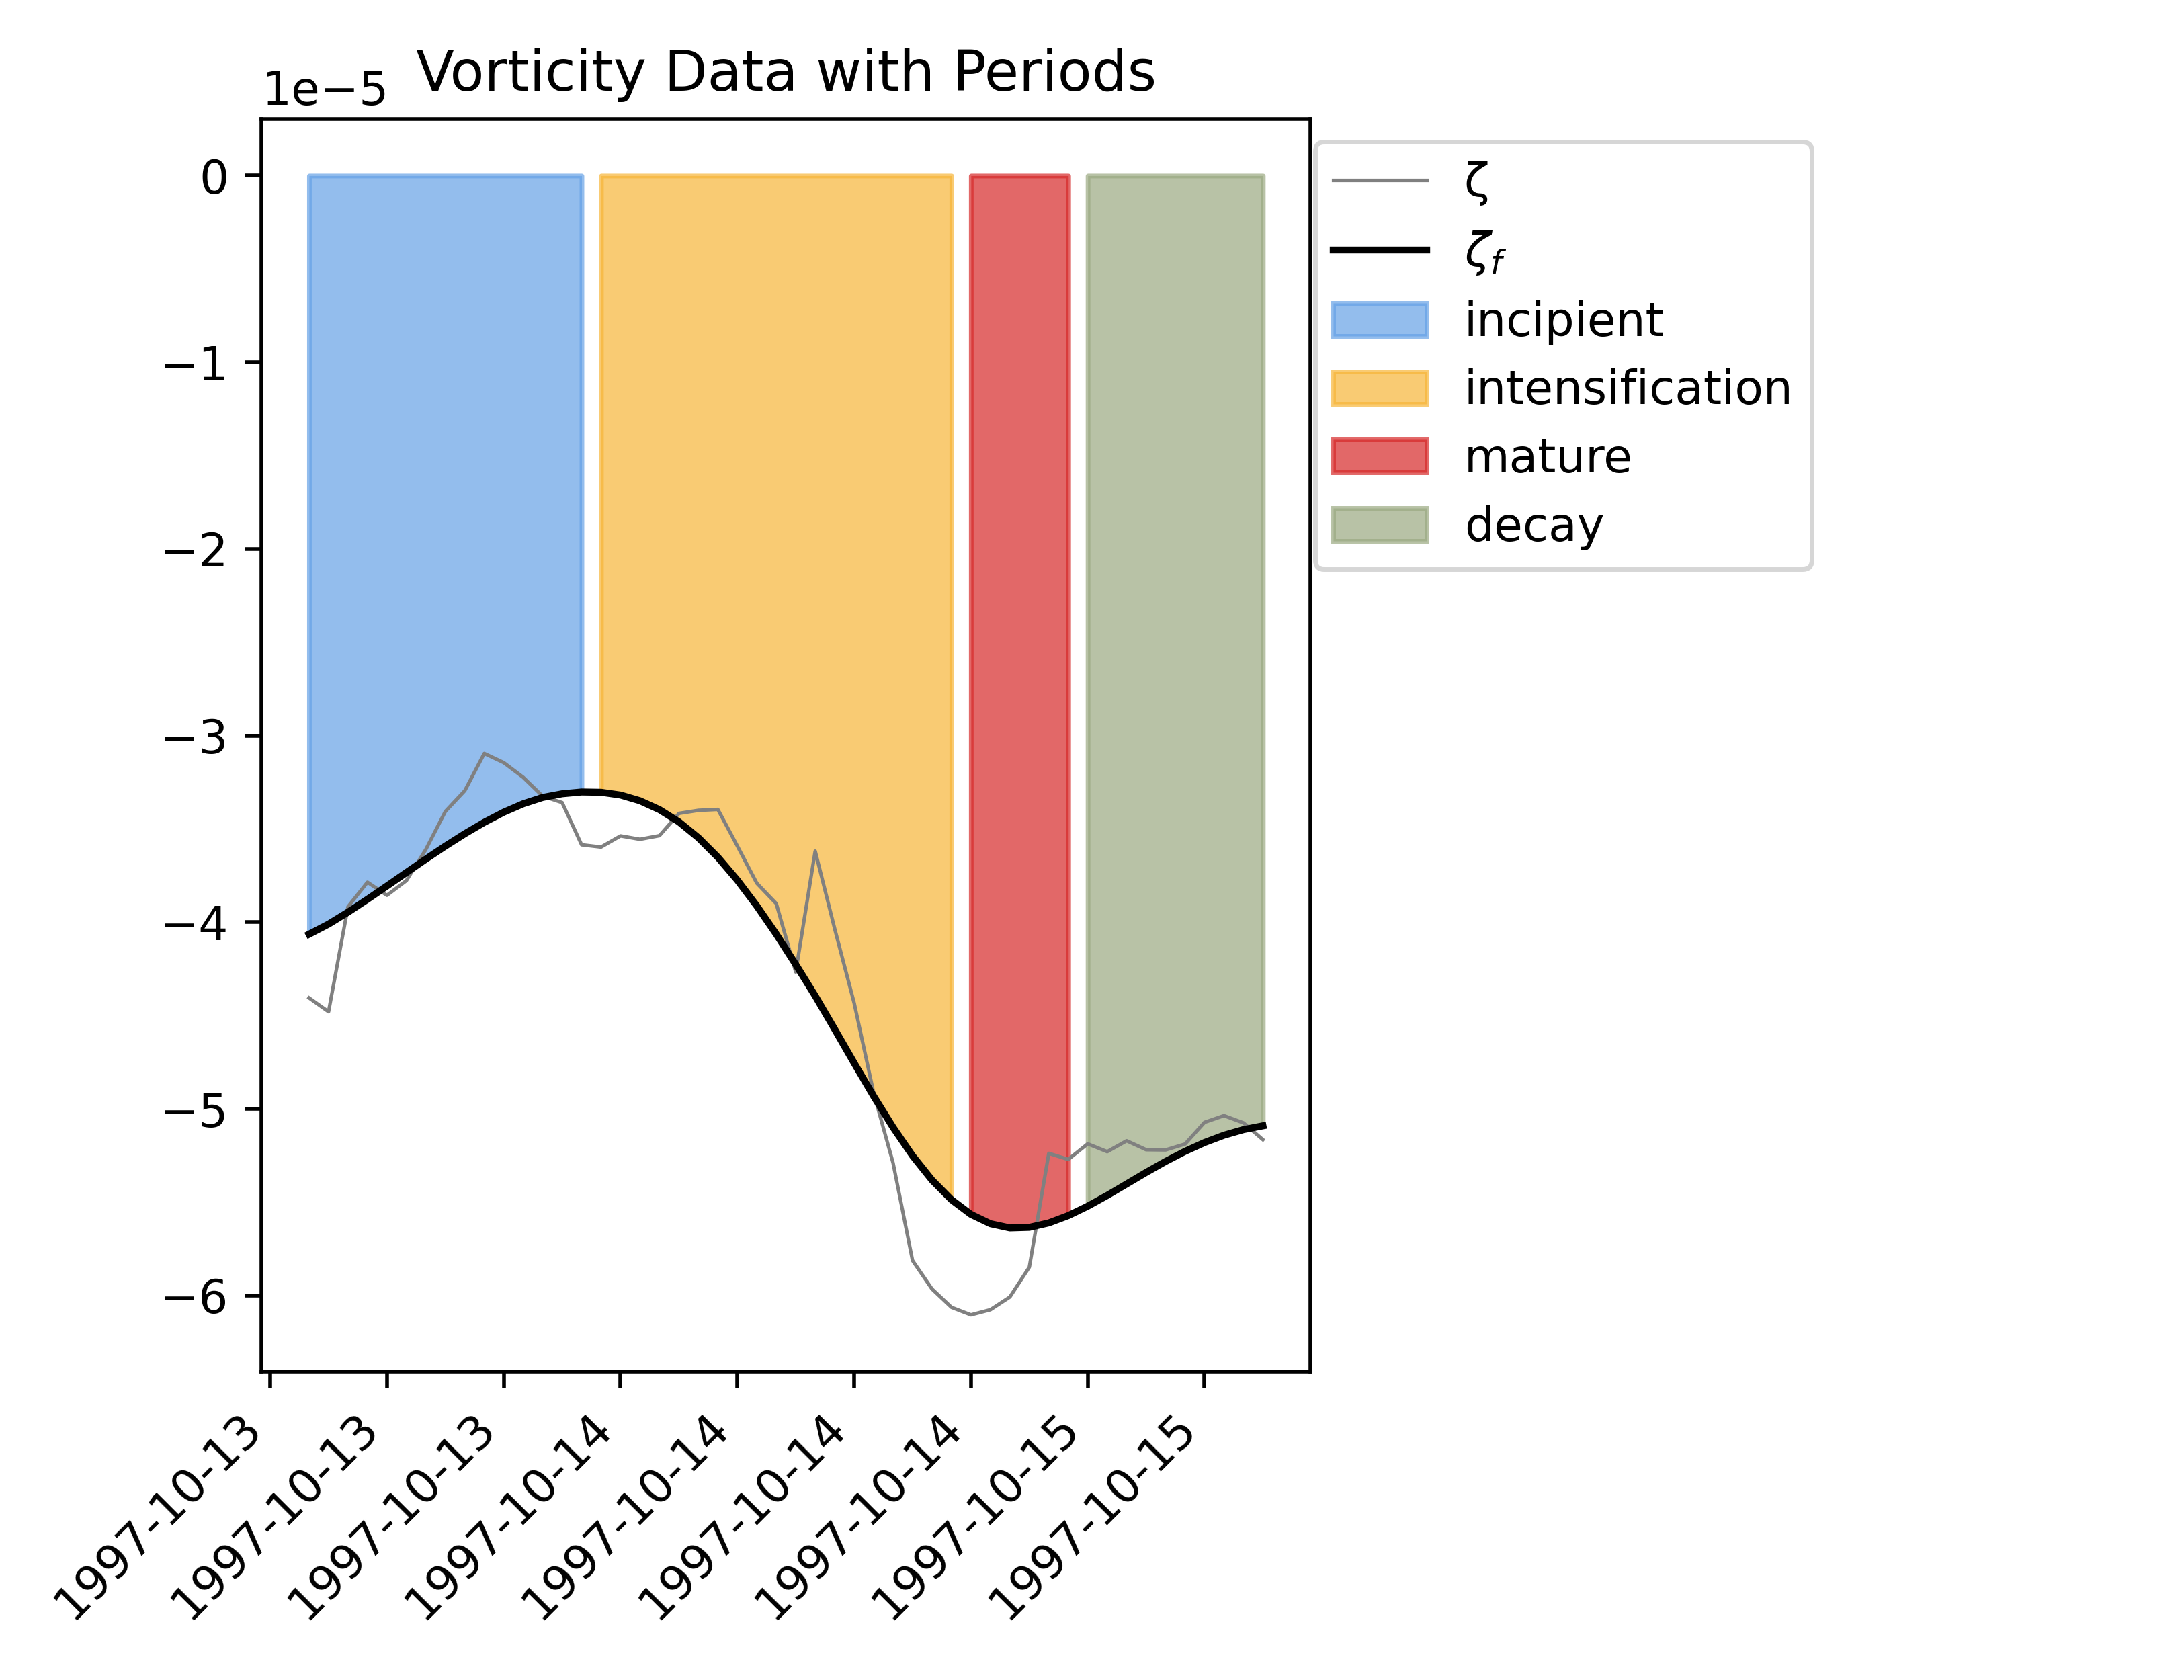 Vorticity Data with Periods
1e−5
0
−1
−2
−3
−4
−5
−6
1997-10-13
1997-10-13
1997-10-13
1997-10-14
1997-10-14
1997-10-14
1997-10-14
1997-10-15
1997-10-15
ζ
ζf
incipient
intensification
mature
decay